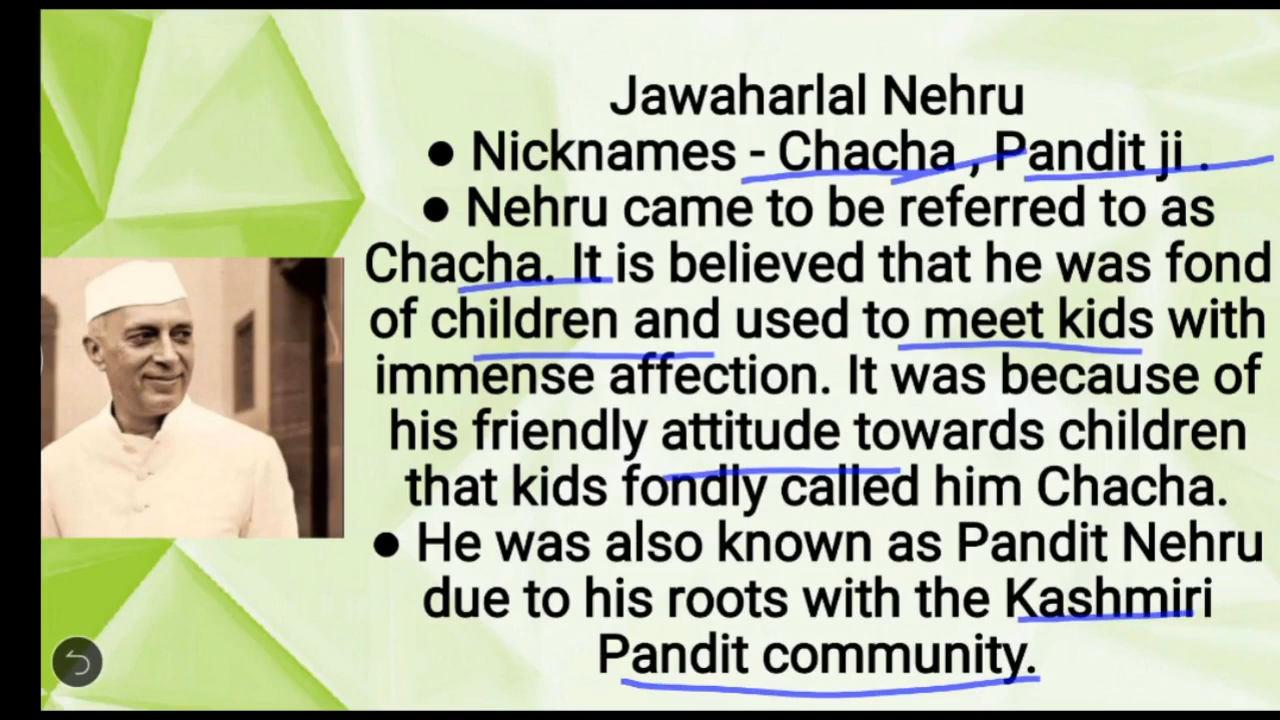 Jawaharlal Nehru
● Nicknames - Chacha , Pandit ji .
● Nehru came to be referred to as
Chacha. It is believed that he was fond
of children and used to meet kids with
immense affection. It was because of
his friendly attitude towards children
that kids fondly called him Chacha.
● He was also known as Pandit Nehru
due to his roots with the Kashmiri
Pandit community.